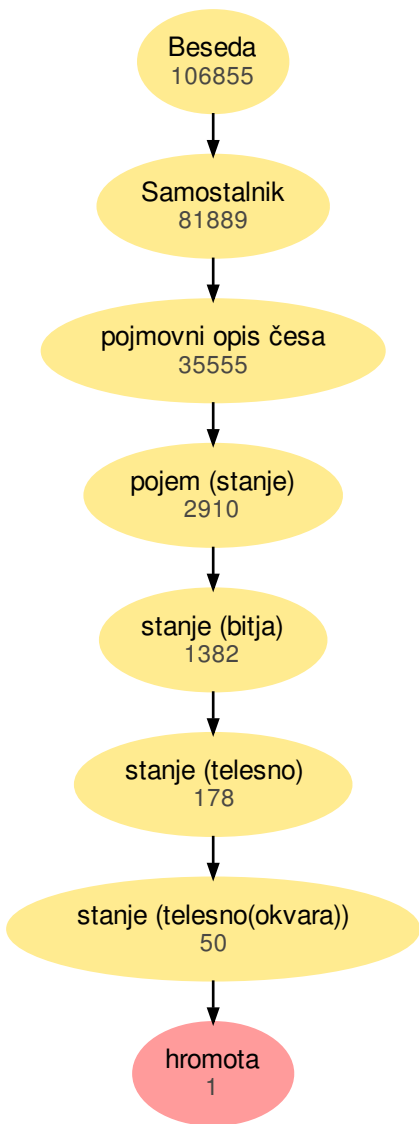 Beseda
106855
Samostalnik
81889
pojmovni opis česa
35555
pojem (stanje)
2910
stanje (bitja)
1382
stanje (telesno)
178
stanje (telesno(okvara))
50
hromota
1